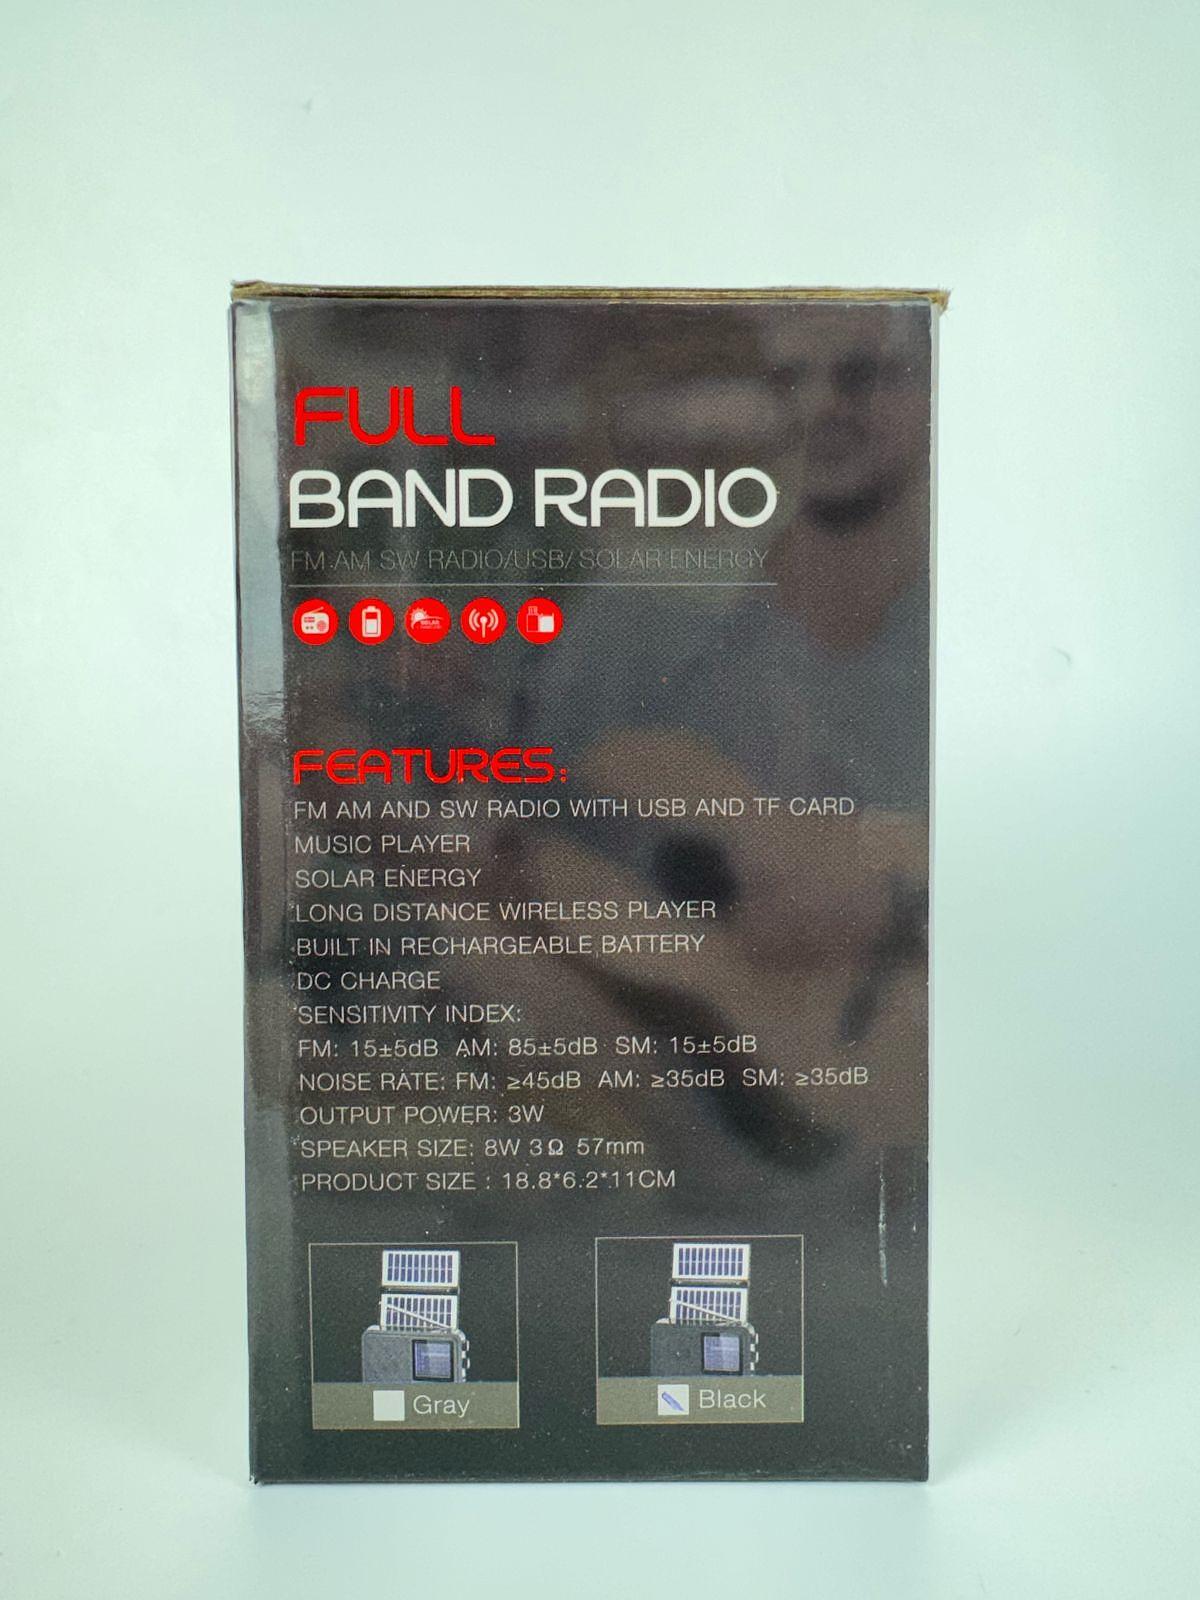 FULL
BAND RADIO
FM AM SW RADIO/USB/ SOLAR ENERGY
SOLAR
FEATURES:
FM AM AND SW RADIO WITH USB AND TF CARD
MUSIC PLAYER
SOLAR ENERGY
LONG DISTANCE WIRELESS PLAYER
BUILT IN RECHARGEABLE BATTERY
DC CHARGE
SENSITIVITY INDEX:
FM: 15±5dB AM: 85±5dB SM: 15±5dB
NOISE RATE: FM: ≥45dB AM: ≥35dB SM: ≥35dB
OUTPUT POWER: 3W
SPEAKER SIZE: 8W 3Ω 57mm
PRODUCT SIZE : 18.8*6.2*11CM
Gray
Black